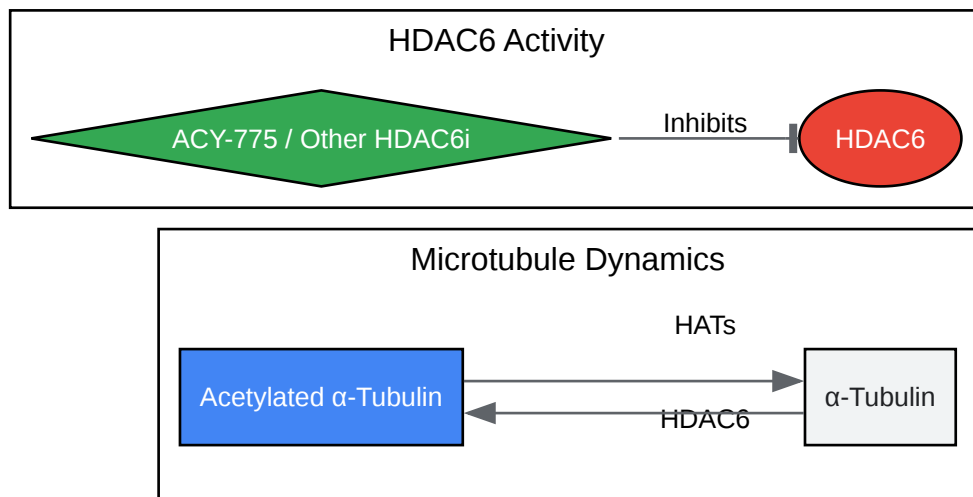 HDAC6 Activity
ACY-775 / Other HDAC6i
Inhibits
HDAC6
Microtubule Dynamics
HATs
Acetylated α-Tubulin
α-Tubulin
HDAC6